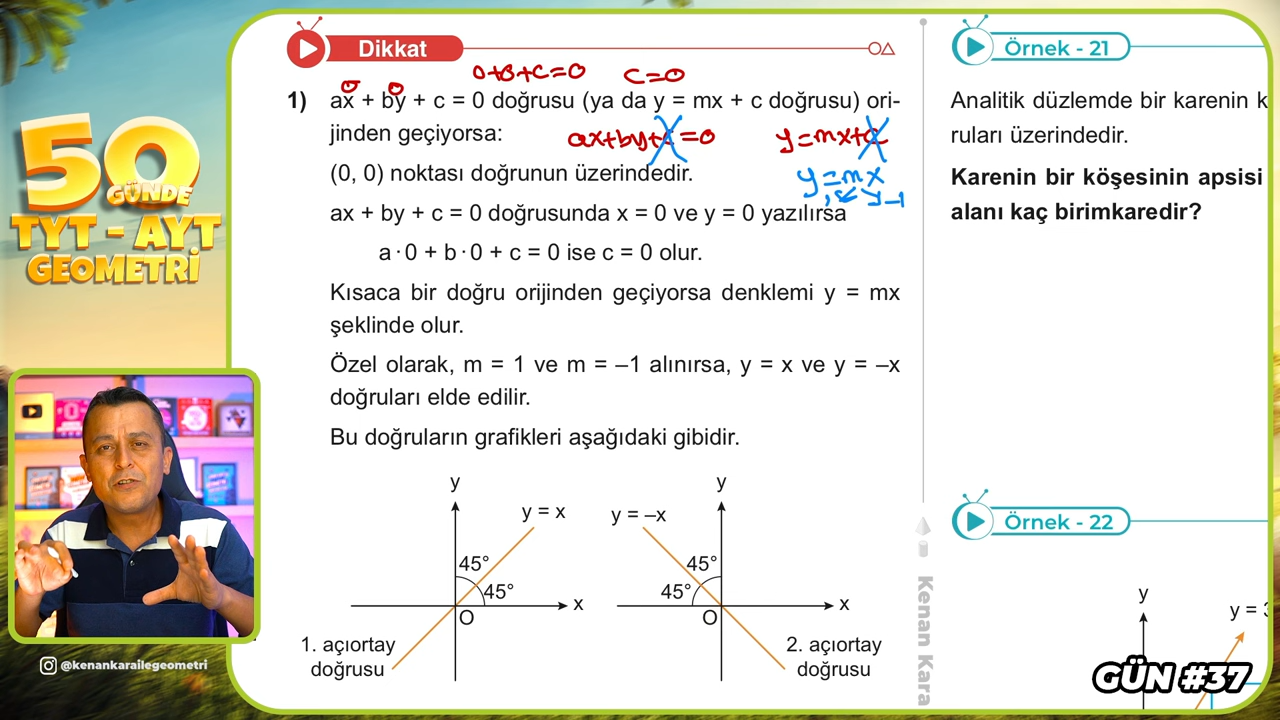 50
GÜNDE
TYT - AYT
GEOMETRİ
@kenankarailegeometri
Dikkat
0+0+c=0 c=0
0 0
1) ax + by + c = 0 doğrusu (ya da y = mx + c doğrusu) ori-
jinden geçiyorsa:
ax+by+c=0 y=mx+c
(0, 0) noktası doğrunun üzerindedir.
y=mx
ax + by + c = 0 doğrusunda x = 0 ve y = 0 yazılırsa
a · 0 + b · 0 + c = 0 ise c = 0 olur.
Kısaca bir doğru orijinden geçiyorsa denklemi y = mx
şeklinde olur.
Özel olarak, m = 1 ve m = –1 alınırsa, y = x ve y = –x
doğruları elde edilir.
Bu doğruların grafikleri aşağıdaki gibidir.
y
y = x
45°
45°
x
O
1. açıortay
doğrusu
y
y = –x
45°
45°
x
O
2. açıortay
doğrusu
Kenan Kara
Örnek - 21
Analitik düzlemde bir karenin k
ruları üzerindedir.
Karenin bir köşesinin apsisi
alanı kaç birimkaredir?
Örnek - 22
y
y = 3
GÜN #37